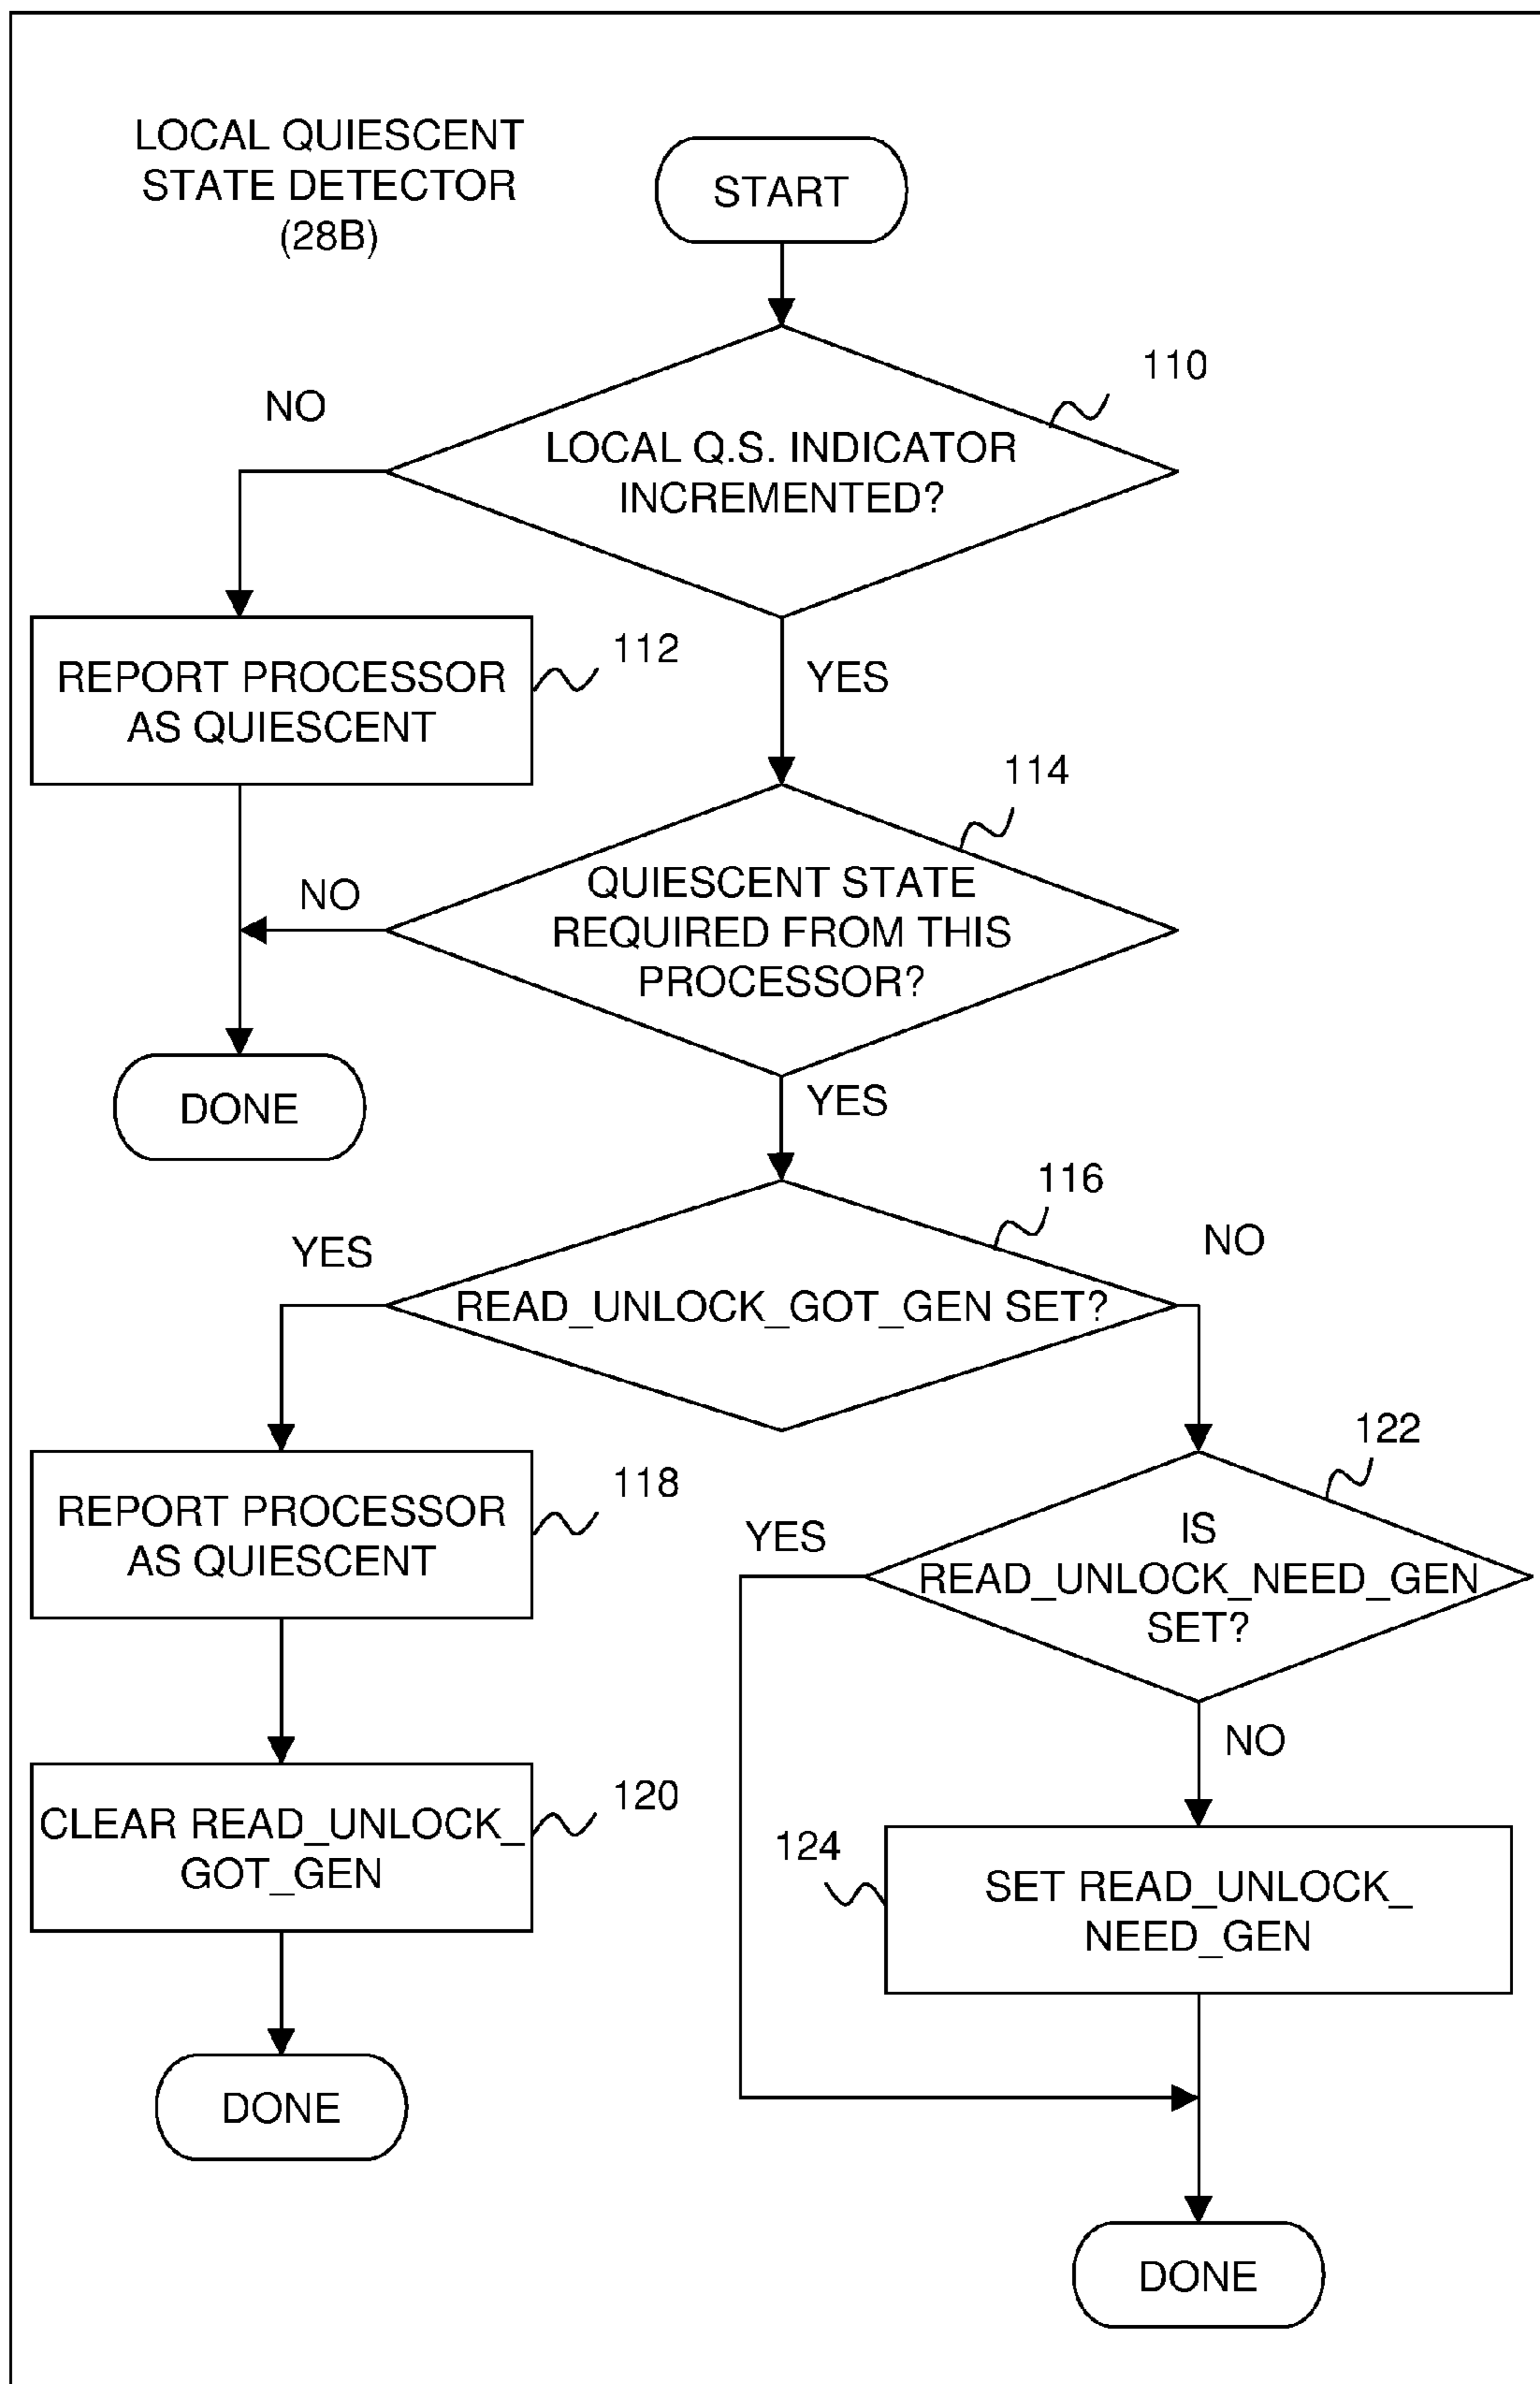 LOCAL QUIESCENT
STATE DETECTOR
(28B)
START
110
NO
LOCAL Q.S. INDICATOR
INCREMENTED?
112
REPORT PROCESSOR
AS QUIESCENT
YES
114
QUIESCENT STATE
REQUIRED FROM THIS
PROCESSOR?
NO
DONE
YES
116
YES
NO
READ_UNLOCK_GOT_GEN SET?
122
118
REPORT PROCESSOR
AS QUIESCENT
YES
IS
READ_UNLOCK_NEED_GEN
SET?
NO
120
CLEAR READ_UNLOCK_
GOT_GEN
124
SET READ_UNLOCK_
NEED_GEN
DONE
DONE